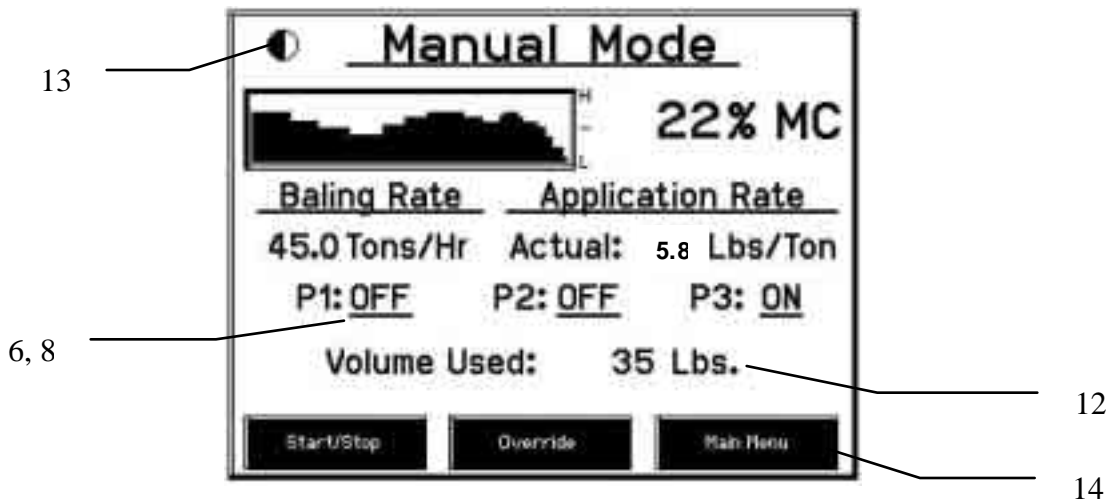 Manual Mode
13
H
-
L
22% MC
Baling Rate Application Rate
45.0 Tons/Hr Actual: 5.8 Lbs/Ton
P1: OFF P2: OFF P3: ON
6, 8
Volume Used: 35 Lbs.
12
Start/Stop Override Main Menu
14